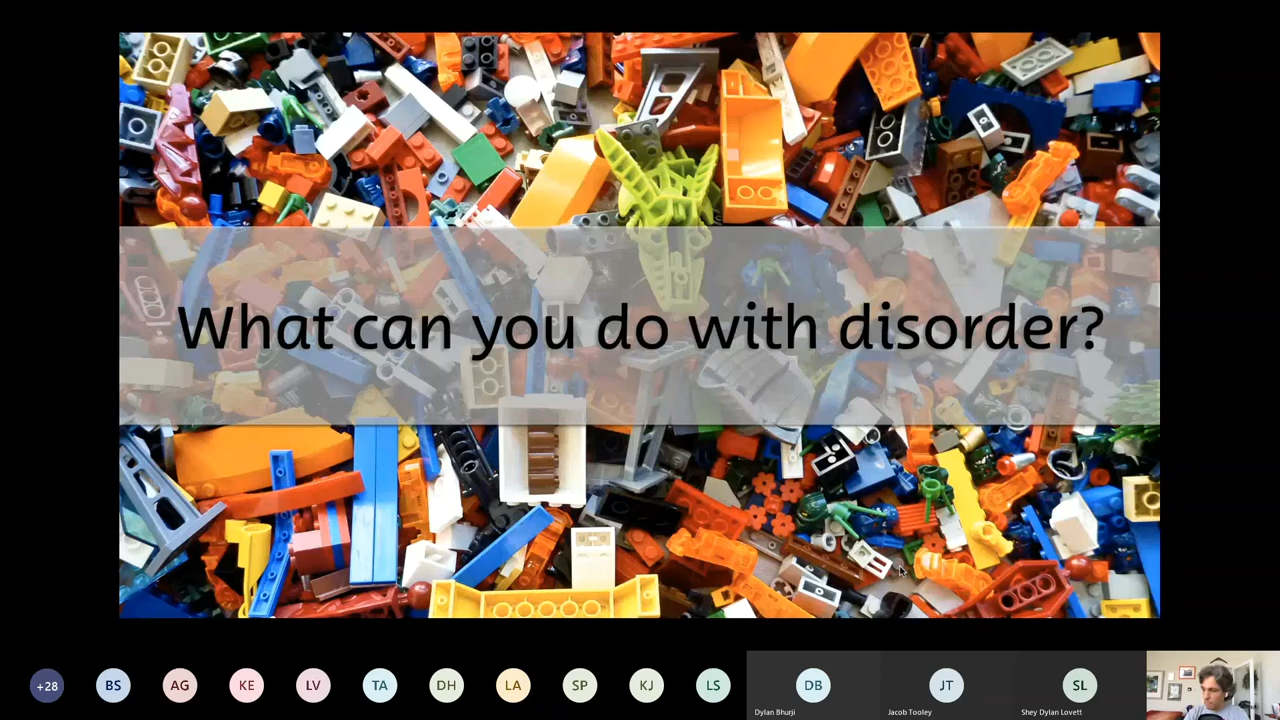 What can you do with disorder?
+28
BS
AG
KE
LV
TA
DH
LA
SP
KJ
LS
DB
JT
SL
Dylan Bhurji
Jacob Tooley
Shey Dylan Lovett